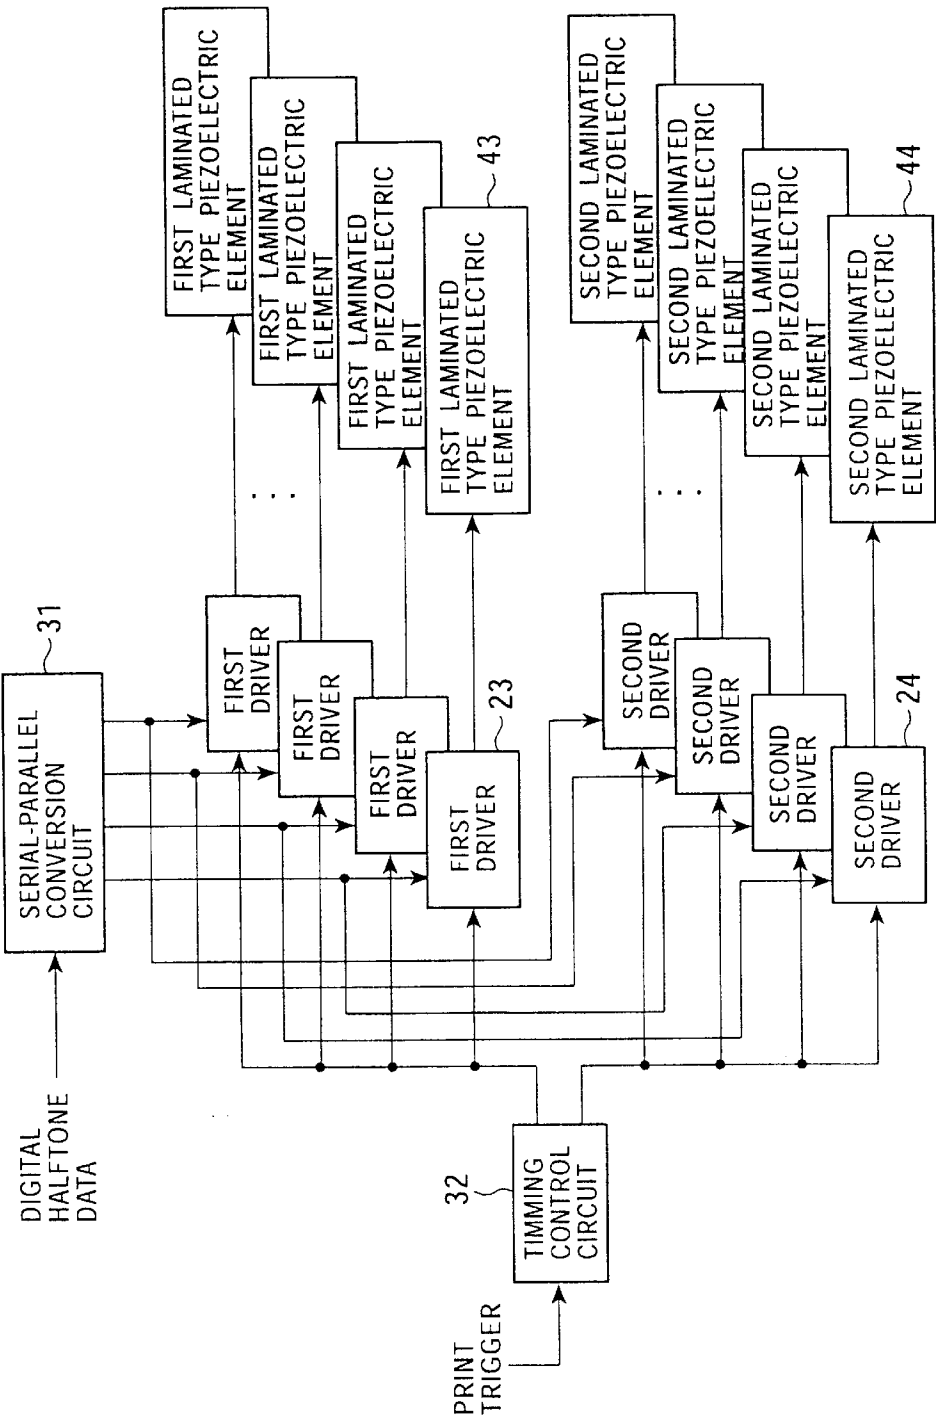 DIGITAL
HALFTONE
DATA
SERIAL-PARALLEL
CONVERSION
CIRCUIT
31
FIRST
DRIVER
FIRST
DRIVER
FIRST
DRIVER
FIRST
DRIVER
23
. . .
FIRST LAMINATED
TYPE PIEZOELECTRIC
ELEMENT
FIRST LAMINATED
TYPE PIEZOELECTRIC
ELEMENT
FIRST LAMINATED
TYPE PIEZOELECTRIC
ELEMENT
FIRST LAMINATED
TYPE PIEZOELECTRIC
ELEMENT
43
PRINT
TRIGGER
32
TIMMING
CONTROL
CIRCUIT
SECOND
DRIVER
SECOND
DRIVER
SECOND
DRIVER
SECOND
DRIVER
24
. . .
SECOND LAMINATED
TYPE PIEZOELECTRIC
ELEMENT
SECOND LAMINATED
TYPE PIEZOELECTRIC
ELEMENT
SECOND LAMINATED
TYPE PIEZOELECTRIC
ELEMENT
SECOND LAMINATED
TYPE PIEZOELECTRIC
ELEMENT
44